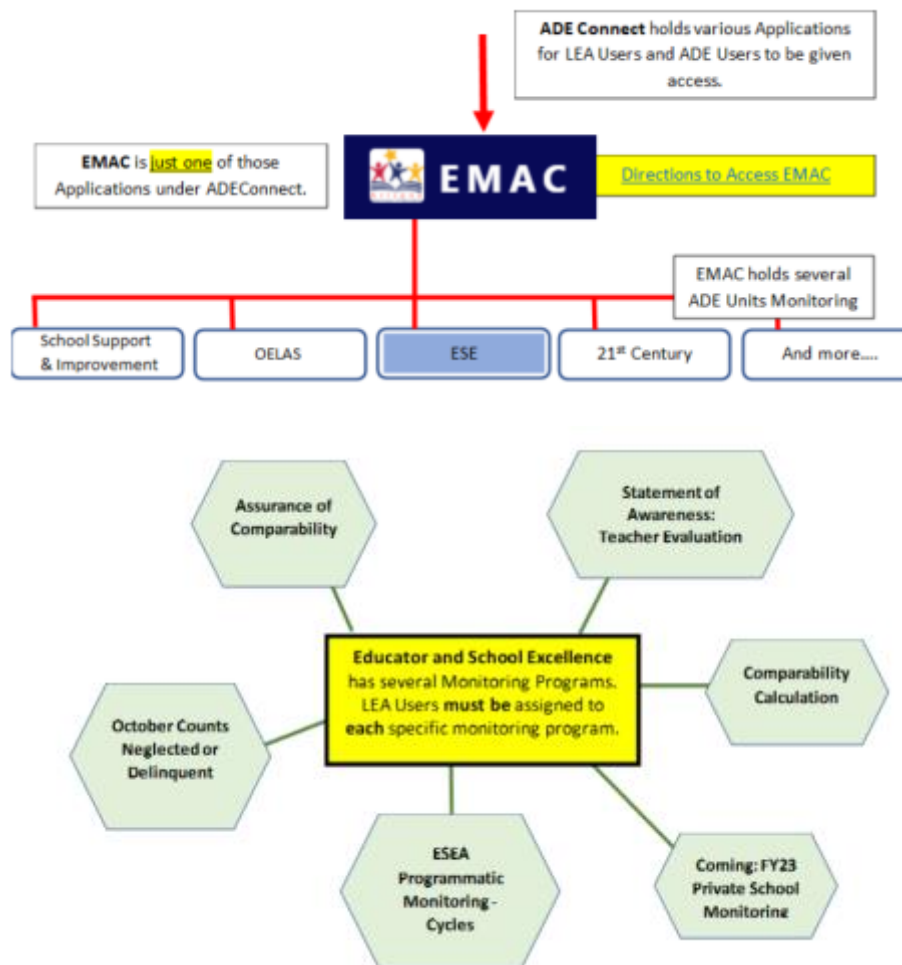 ADE Connect holds various Applications
for LEA Users and ADE Users to be given
access.
EMAC is just one of those
Applications under ADEConnect.
EMAC
Directions to Access EMAC
EMAC holds several
ADE Units Monitoring
School Support
& Improvement
OELAS
ESE
21st Century
And more....
Assurance of
Comparability
Statement of
Awareness:
Teacher Evaluation
Educator and School Excellence
has several Monitoring Programs.
LEA Users must be assigned to
each specific monitoring program.
Comparability
Calculation
October Counts
Neglected or
Delinquent
ESEA
Programmatic
Monitoring-
Cycles
Coming: FY23
Private School
Monitoring